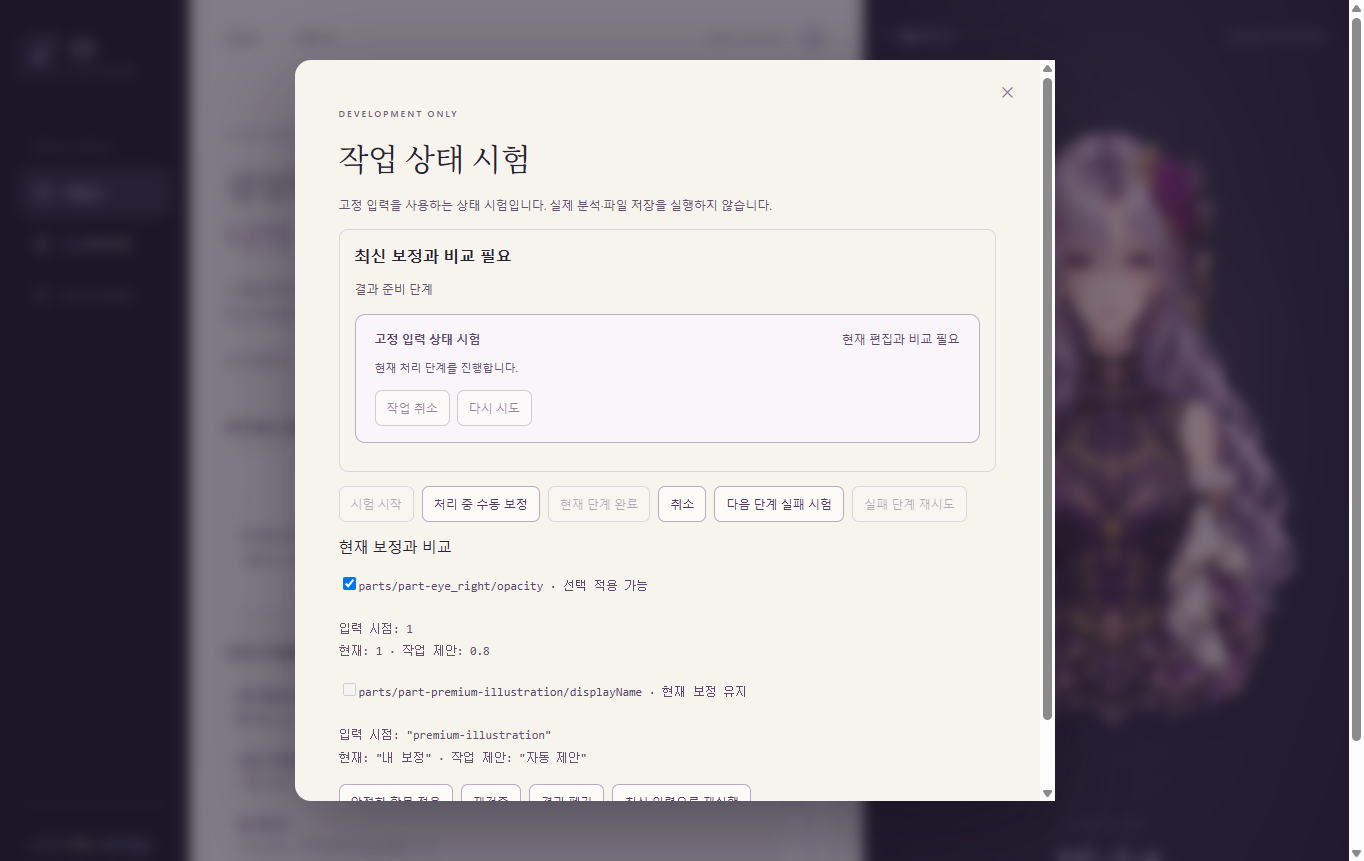 DEVELOPMENT ONLY
작업 상태 시험
고정 입력을 사용하는 상태 시험입니다. 실제 분석·파일 저장을 실행하지 않습니다.
최신 보정과 비교 필요
결과 준비 단계
고정 입력 상태 시험
현재 편집과 비교 필요
현재 처리 단계를 진행합니다.
작업 취소
다시 시도
시험 시작
처리 중 수동 보정
현재 단계 완료
취소
다음 단계 실패 시험
실패 단계 재시도
현재 보정과 비교
parts/part-eye_right/opacity · 선택 적용 가능
입력 시점: 1
현재: 1 · 작업 제안: 0.8
parts/part-premium-illustration/displayName · 현재 보정 유지
입력 시점: "premium-illustration"
현재: "내 보정" · 작업 제안: "자동 제안"